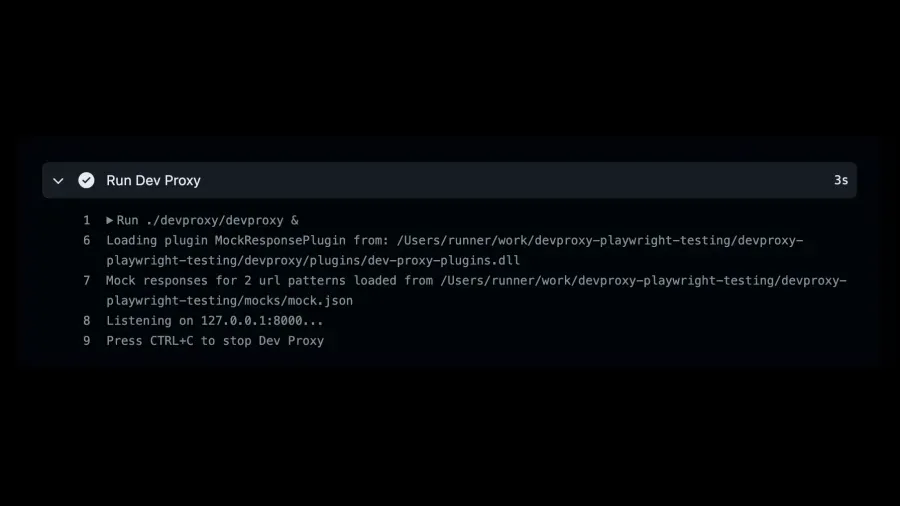 Run Dev Proxy 3s
1 Run ./devproxy/devproxy &
6 Loading plugin MockResponsePlugin from: /Users/runner/work/devproxy-playwright-testing/devproxy-
playwright-testing/devproxy/plugins/dev-proxy-plugins.dll
7 Mock responses for 2 url patterns loaded from /Users/runner/work/devproxy-playwright-testing/devproxy-
playwright-testing/mocks/mock.json
8 Listening on 127.0.0.1:8000...
9 Press CTRL+C to stop Dev Proxy